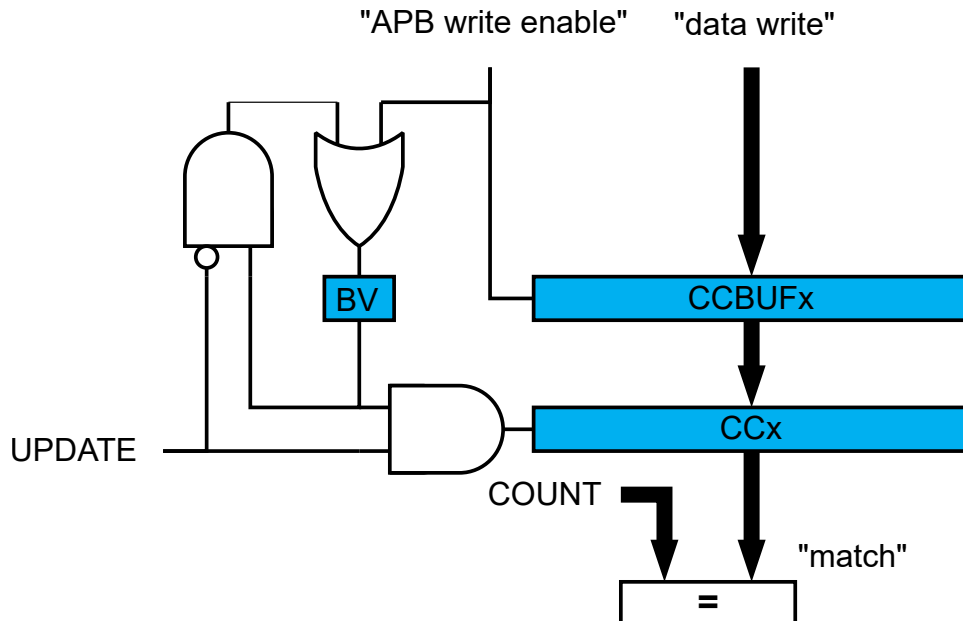 "APB write enable"
"data write"
BV
CCBUFx
UPDATE
CCx
COUNT
"match"
=